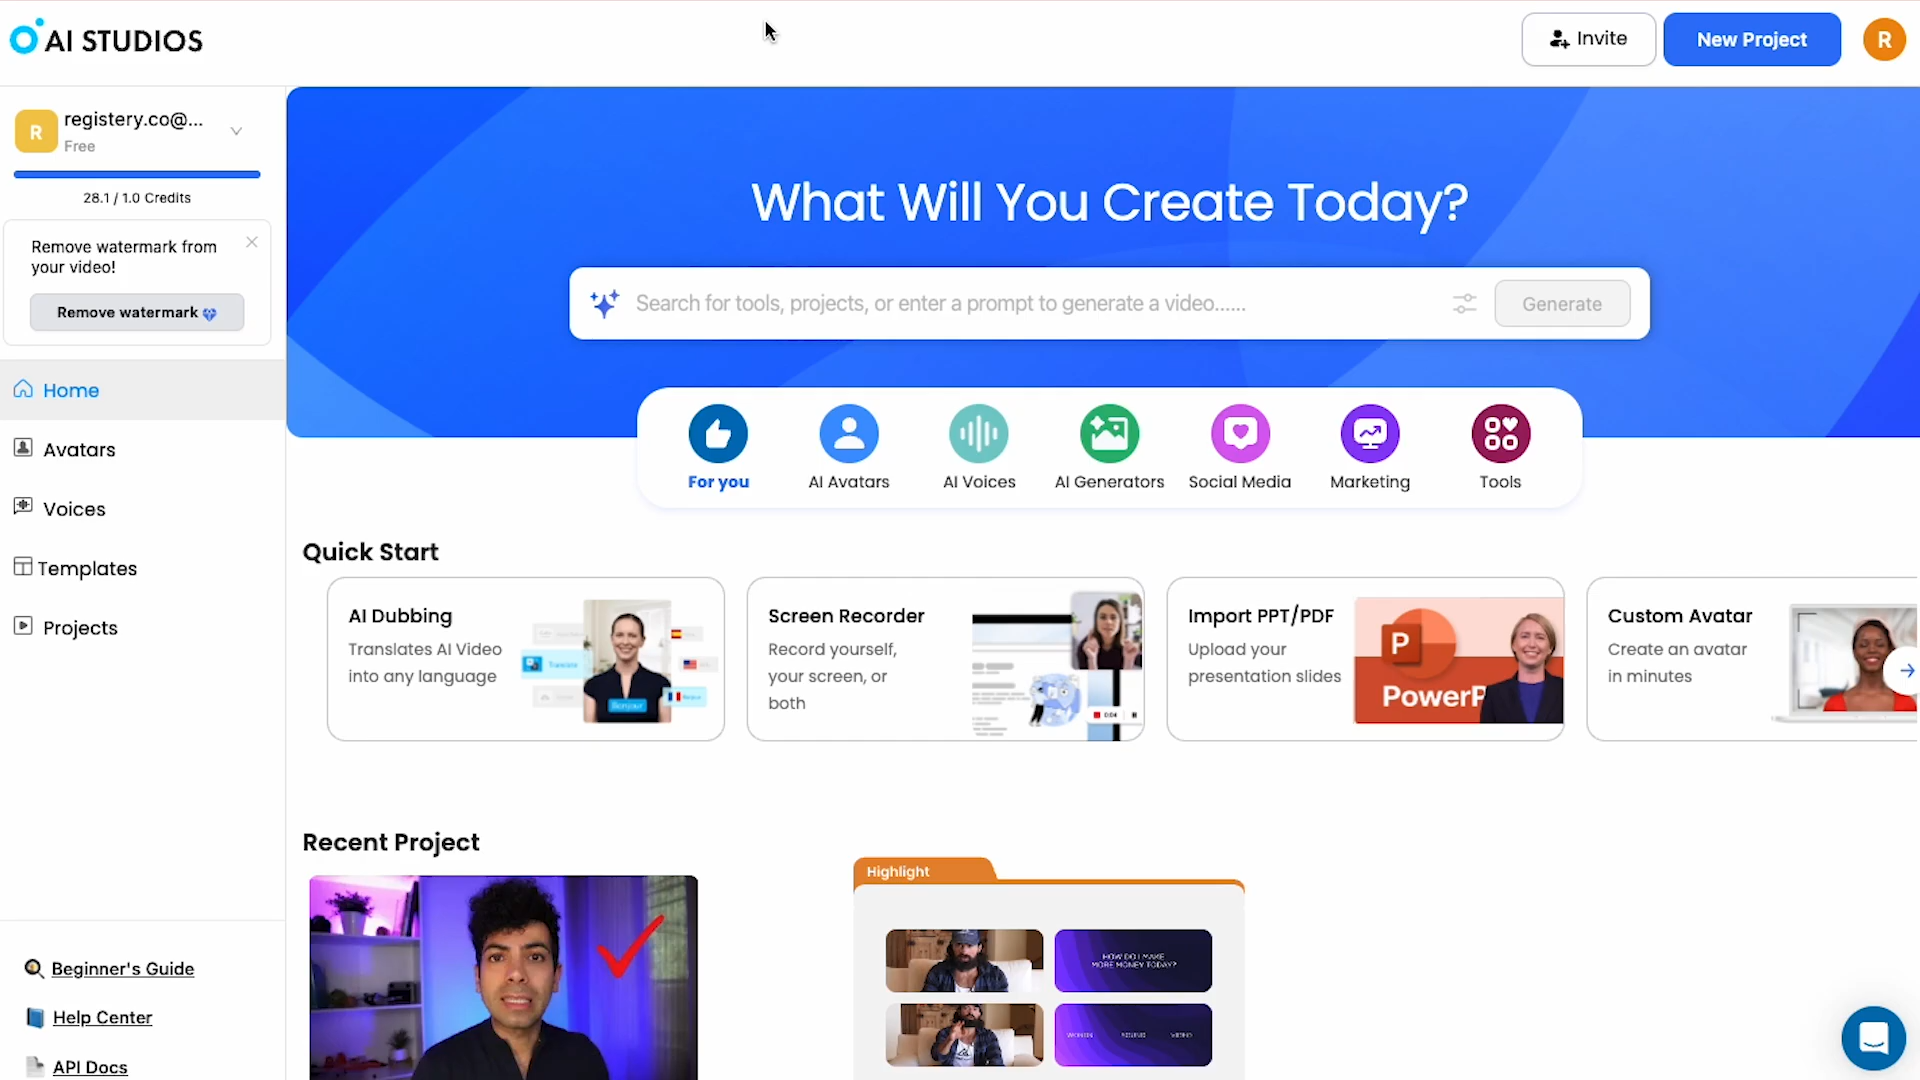 AI STUDIOS
Invite
New Project
R
R
registery.co@...
Free
28.1 / 1.0 Credits
Remove watermark from
your video!
Remove watermark
Home
Avatars
Voices
Templates
Projects
Beginner's Guide
Help Center
API Docs
What Will You Create Today?
Search for tools, projects, or enter a prompt to generate a video......
Generate
For you
AI Avatars
AI Voices
AI Generators
Social Media
Marketing
Tools
Quick Start
AI Dubbing
Translates AI Video
into any language
Translate
Bonjour
Screen Recorder
Record yourself,
your screen, or
both
0:04
Import PPT/PDF
Upload your
presentation slides
P
PowerP
Custom Avatar
Create an avatar
in minutes
Recent Project
Highlight
HOW DO I MAKE
MORE MONEY TODAY?